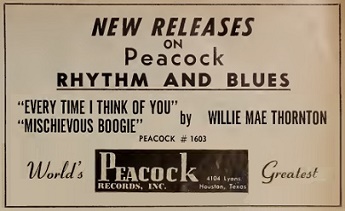 NEW RELEASES
ON
Peacock
RHYTHM AND BLUES
"EVERY TIME I THINK OF YOU"
"MISCHIEVOUS BOOGIE"
by WILLIE MAE THORNTON
PEACOCK # 1603
World's
PEACOCK
RECORDS, INC.
4104 Lyons
Houston, Texas
Greatest